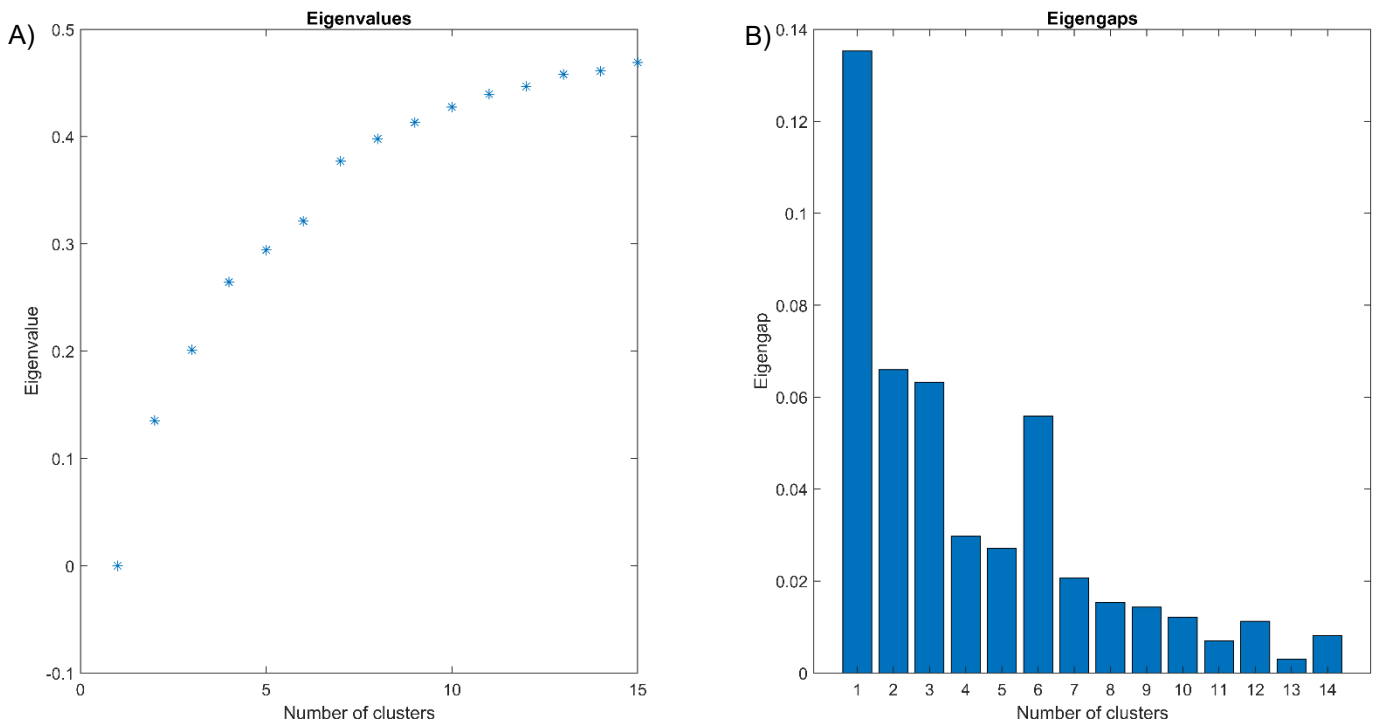 A)
Eigenvalues
0.5
0.4
0.3
0.2
0.1
0
-0.1
Eigenvalue
0 5 10 15
Number of clusters
B)
Eigengaps
0.14
0.12
0.1
0.08
0.06
0.04
0.02
0
Eigengap
1 2 3 4 5 6 7 8 9 10 11 12 13 14
Number of clusters